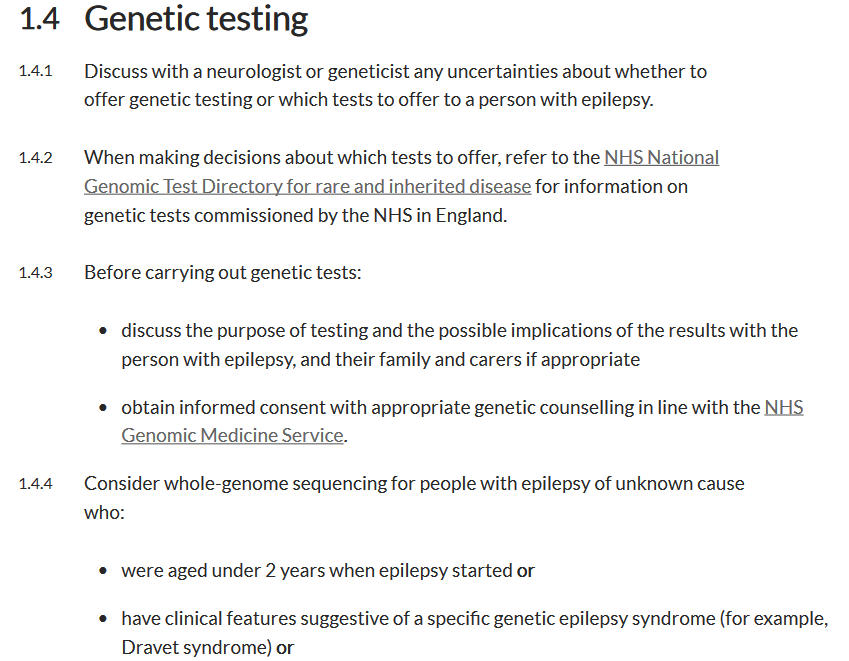 1.4 Genetic testing
1.4.1 Discuss with a neurologist or geneticist any uncertainties about whether to
offer genetic testing or which tests to offer to a person with epilepsy.
1.4.2 When making decisions about which tests to offer, refer to the NHS National
Genomic Test Directory for rare and inherited disease for information on
genetic tests commissioned by the NHS in England.
1.4.3 Before carrying out genetic tests:
• discuss the purpose of testing and the possible implications of the results with the
person with epilepsy, and their family and carers if appropriate
• obtain informed consent with appropriate genetic counselling in line with the NHS
Genomic Medicine Service.
1.4.4 Consider whole-genome sequencing for people with epilepsy of unknown cause
who:
• were aged under 2 years when epilepsy started or
• have clinical features suggestive of a specific genetic epilepsy syndrome (for example,
Dravet syndrome) or